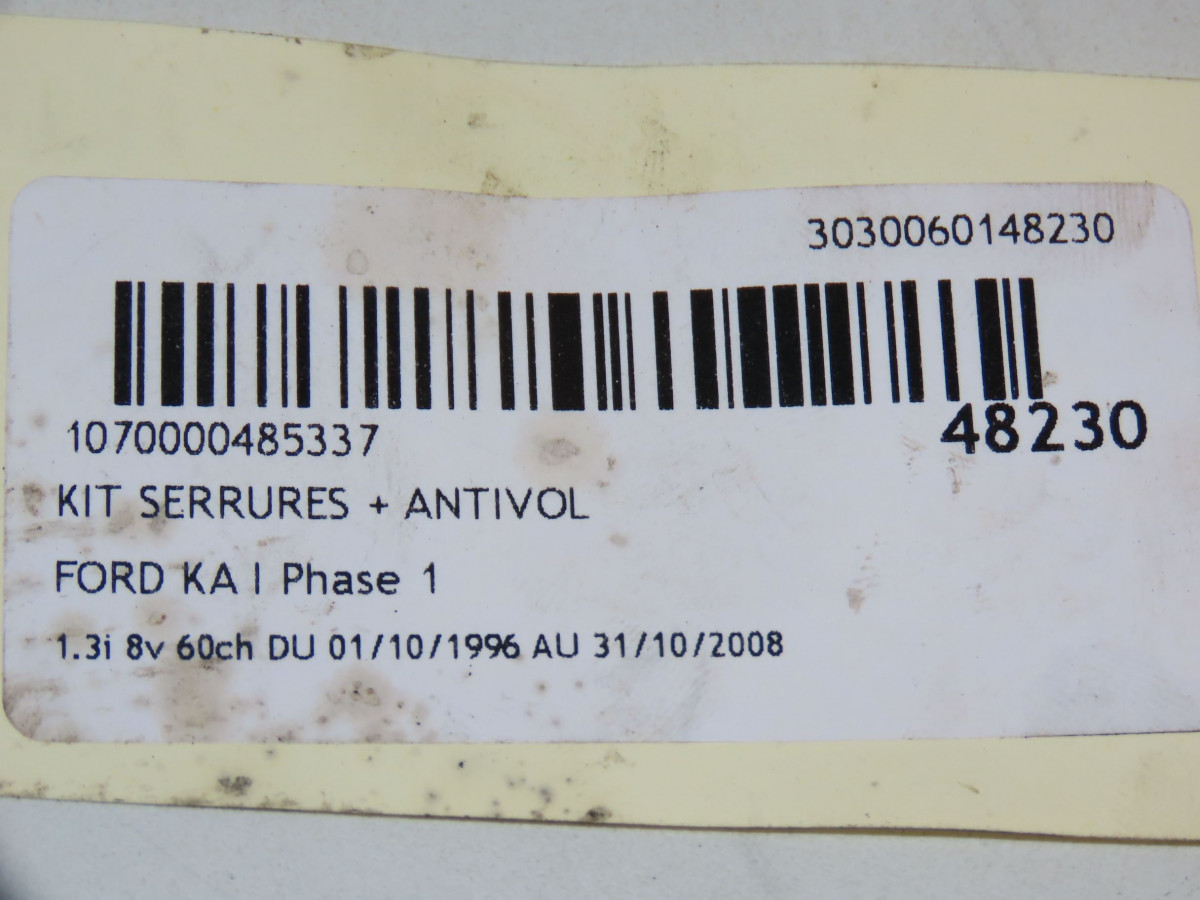 3030060148230
1070000485337
48230
KIT SERRURES + ANTIVOL
FORD KA I Phase 1
1.3i 8v 60ch DU 01/10/1996 AU 31/10/2008